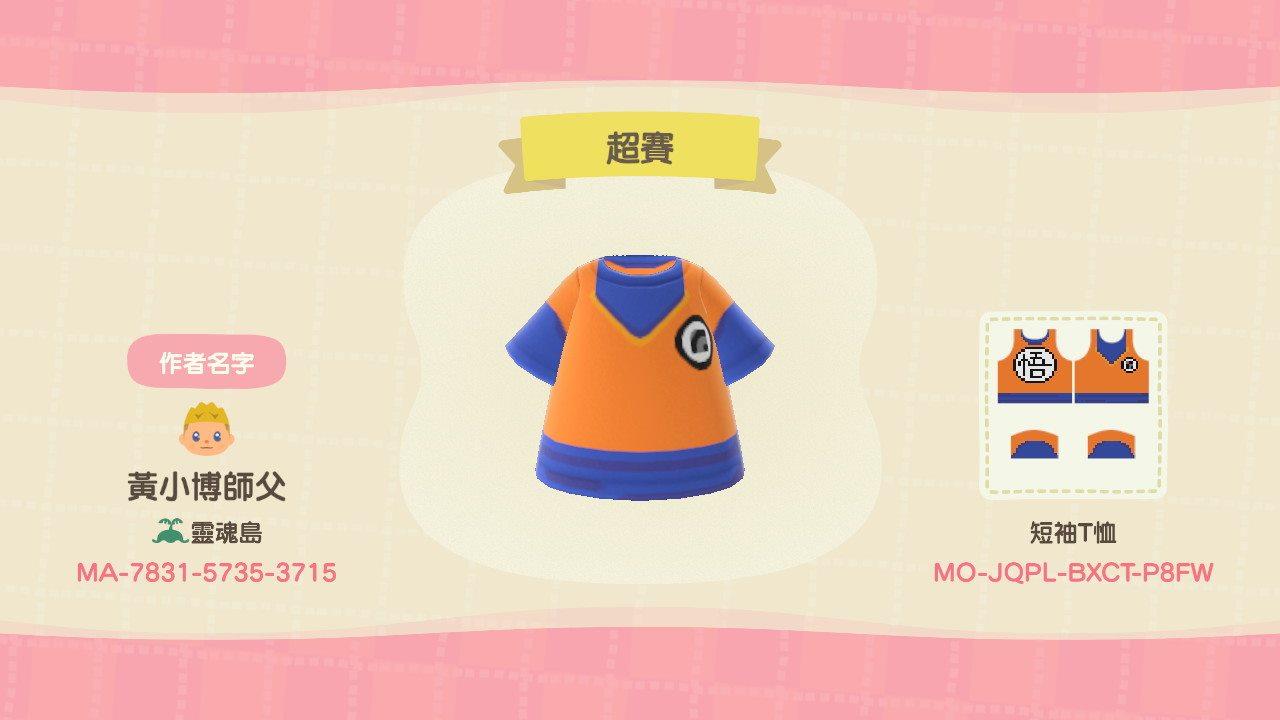 超賽
作者名字
黃小博師父
靈魂島
MA-7831-5735-3715
悟
短袖T恤
MO-JQPL-BXCT-P8FW